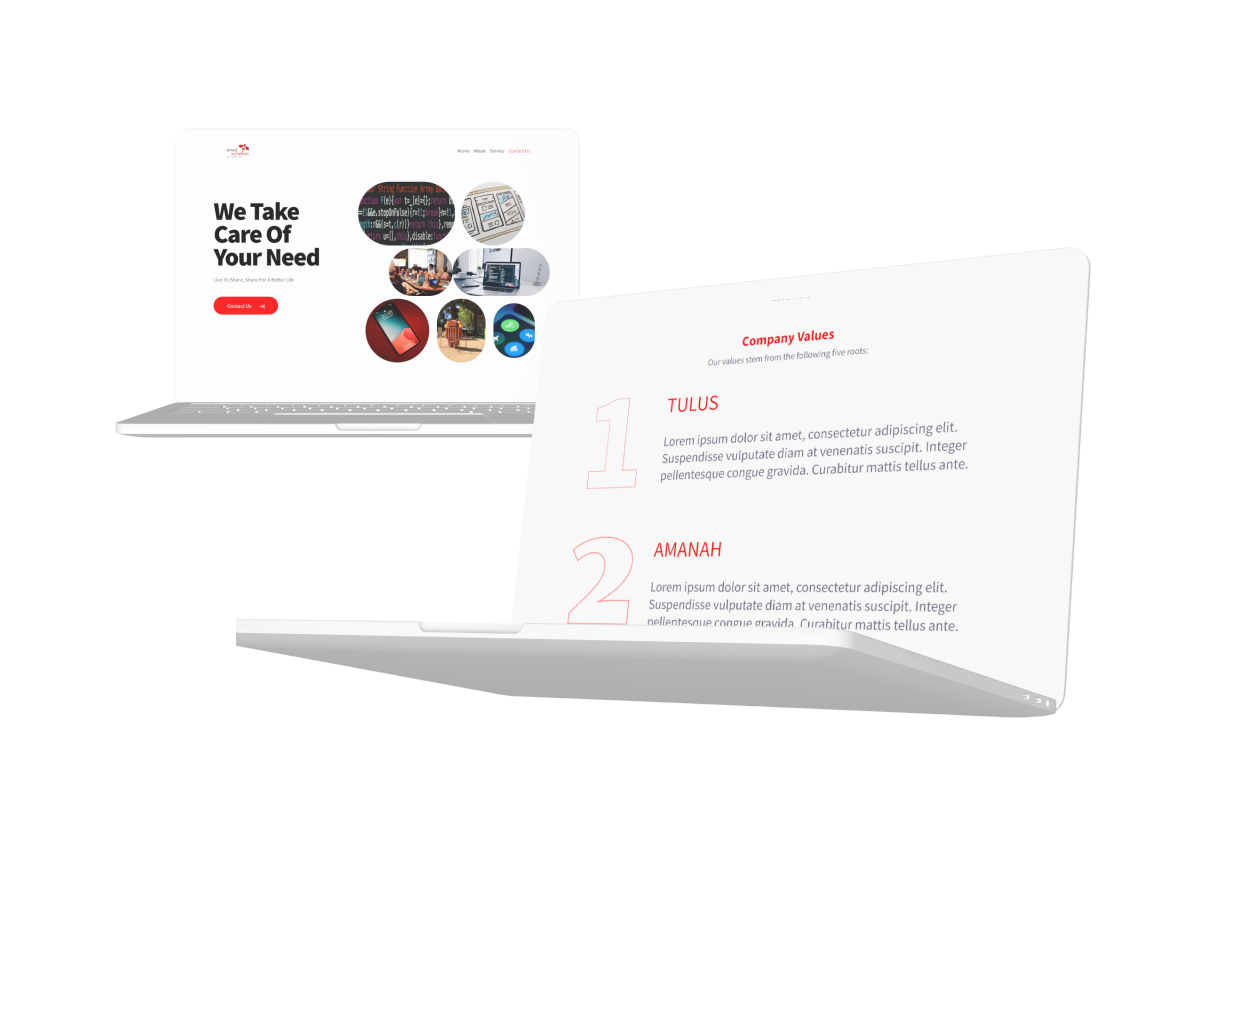 Home About Service Contact Us
We Take
Care Of
Your Need
Live To Share, Share For A Better Life
Contact Us
Company Values
Our values stem from the following five roots:
1
TULUS
Lorem ipsum dolor sit amet, consectetur adipiscing elit.
Suspendisse vulputate diam at venenatis suscipit. Integer
pellentesque congue gravida. Curabitur mattis tellus ante.
2
AMANAH
Lorem ipsum dolor sit amet, consectetur adipiscing elit.
Suspendisse vulputate diam at venenatis suscipit. Integer
pellentesque congue gravida. Curabitur mattis tellus ante.